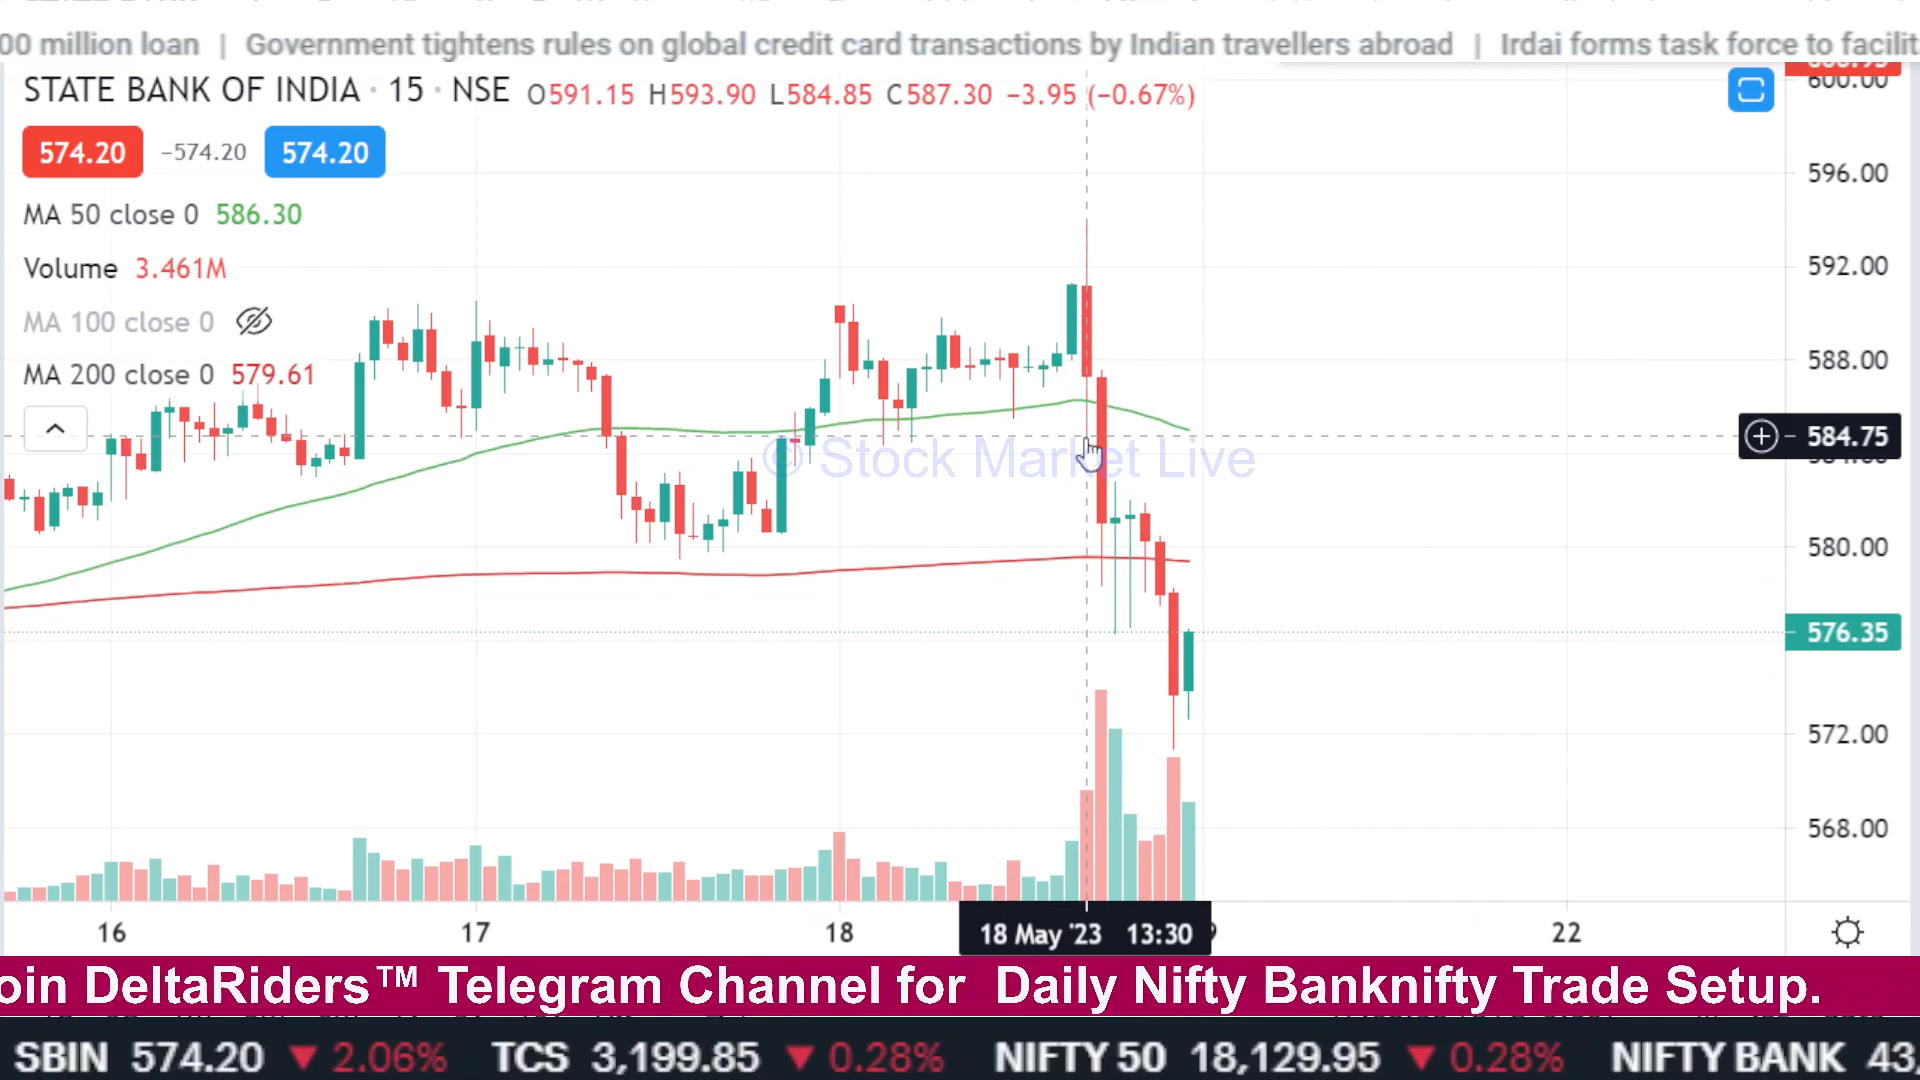 00 million loan | Government tightens rules on global credit card transactions by Indian travellers abroad | Irdai forms task force to facilit
STATE BANK OF INDIA · 15 · NSE O591.15 H593.90 L584.85 C587.30 −3.95 (−0.67%)
600.00
574.20 −574.20 574.20
596.00
MA 50 close 0 586.30
Volume 3.461M
592.00
MA 100 close 0
588.00
MA 200 close 0 579.61
584.75
© Stock Market Live
580.00
576.35
572.00
568.00
16 17 18 18 May '23 13:30 22
oin DeltaRiders™ Telegram Channel for Daily Nifty Banknifty Trade Setup.
SBIN 574.20 ▼ 2.06% TCS 3,199.85 ▼ 0.28% NIFTY 50 18,129.95 ▼ 0.28% NIFTY BANK 43,